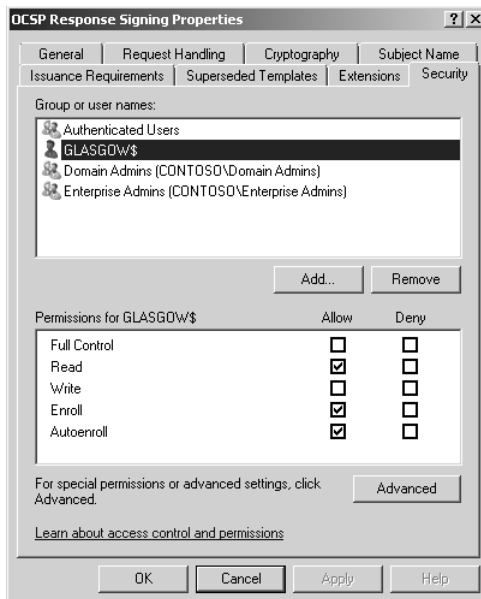 OCSP Response Signing Properties ? X
General Request Handling Cryptography Subject Name
Issuance Requirements Superseded Templates Extensions Security
Group or user names:
Authenticated Users
GLASGOW$
Domain Admins (CONTOSO\Domain Admins)
Enterprise Admins (CONTOSO\Enterprise Admins)
Add... Remove
Permissions for GLASGOW$ Allow Deny
Full Control
Read
Write
Enroll
Autoenroll
For special permissions or advanced settings, click
Advanced.
Advanced
Learn about access control and permissions
OK Cancel Apply Help